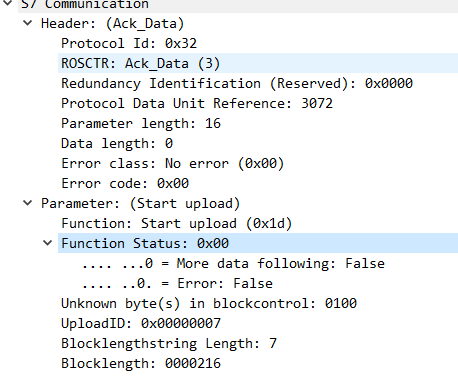 S7 Communication
Header: (Ack_Data)
Protocol Id: 0x32
ROSCTR: Ack_Data (3)
Redundancy Identification (Reserved): 0x0000
Protocol Data Unit Reference: 3072
Parameter length: 16
Data length: 0
Error class: No error (0x00)
Error code: 0x00
Parameter: (Start upload)
Function: Start upload (0x1d)
Function Status: 0x00
.... ...0 = More data following: False
.... ..0. = Error: False
Unknown byte(s) in blockcontrol: 0100
UploadID: 0x00000007
Blocklengthstring Length: 7
Blocklength: 0000216